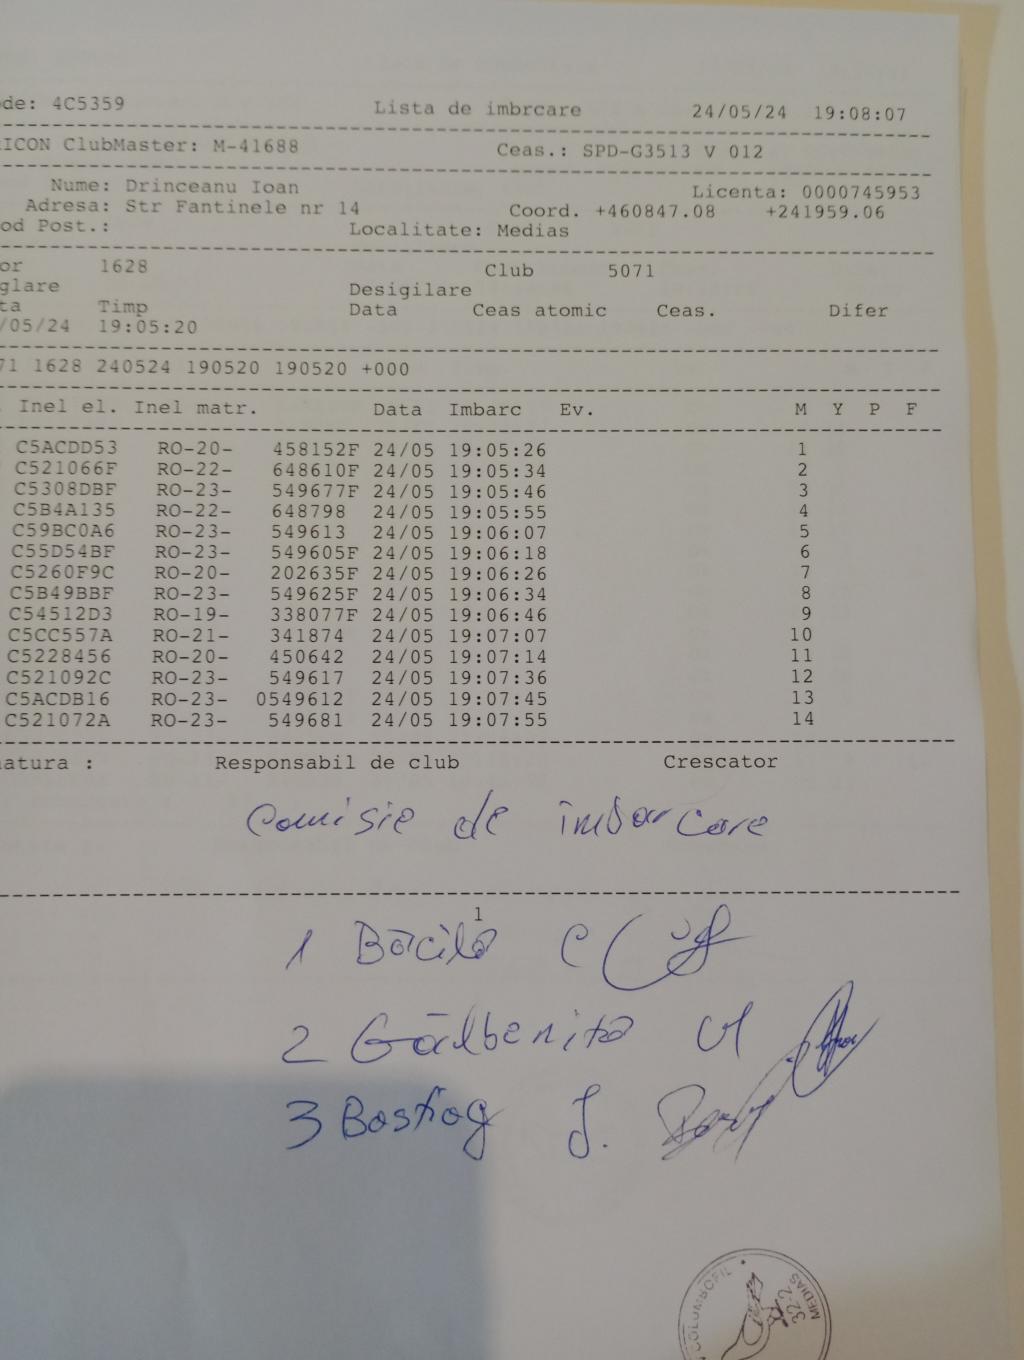 de: 4C5359 Lista de imbrcare 24/05/24 19:08:07
ICON ClubMaster: M-41688 Ceas.: SPD-G3513 V 012
Nume: Drinceanu Ioan Licenta: 0000745953
Adresa: Str Fantinele nr 14 Coord. +460847.08 +241959.06
od Post.: Localitate: Medias
or 1628 Club 5071
glare Desigilare
ta Timp Data Ceas atomic Ceas. Difer
/05/24 19:05:20
71 1628 240524 190520 190520 +000
. Inel el. Inel matr. Data Imbarc Ev. M Y P F
C5ACDD53 RO-20- 458152F 24/05 19:05:26 1
C521066F RO-22- 648610F 24/05 19:05:34 2
C5308DBF RO-23- 549677F 24/05 19:05:46 3
C5B4A135 RO-22- 648798 24/05 19:05:55 4
C59BC0A6 RO-23- 549613 24/05 19:06:07 5
C55D54BF RO-23- 549605F 24/05 19:06:18 6
C5260F9C RO-20- 202635F 24/05 19:06:26 7
C5B49BBF RO-23- 549625F 24/05 19:06:34 8
C54512D3 RO-19- 338077F 24/05 19:06:46 9
C5CC557A RO-21- 341874 24/05 19:07:07 10
C5228456 RO-20- 450642 24/05 19:07:14 11
C521092C RO-23- 549617 24/05 19:07:36 12
C5ACDB16 RO-23- 0549612 24/05 19:07:45 13
C521072A RO-23- 549681 24/05 19:07:55 14
natura : Responsabil de club Crescator
Comisie de imbarcare
1
1 Băcilă C
2 Gălbenită M
3 Bostiog J.
COLUMBOFIL
MEDIAS
32-2